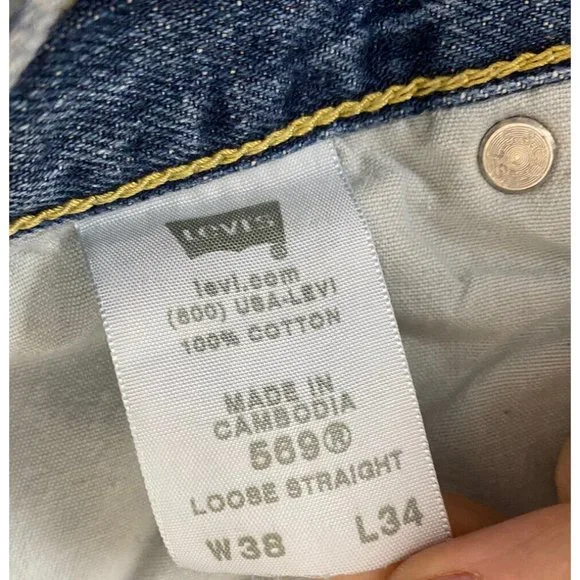 LEVI'S
levi.com
(800) USA-LEVI
100% COTTON
MADE IN
CAMBODIA
569®
LOOSE STRAIGHT
W38 L34